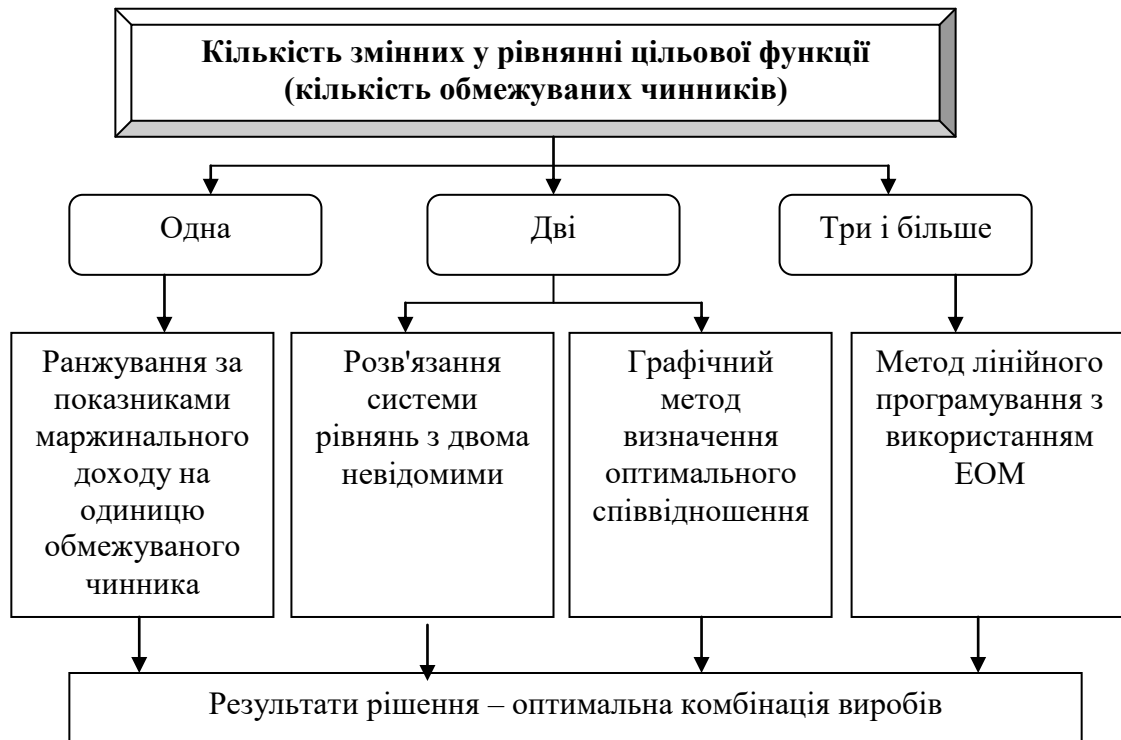 Кількість змінних у рівнянні цільової функції
(кількість обмежуваних чинників)
Одна
Дві
Три і більше
Ранжування за
показниками
маржинального
доходу на
одиницю
обмежуваного
чинника
Розв'язання
системи
рівнянь з двома
невідомими
Графічний
метод
визначення
оптимального
співвідношення
Метод лінійного
програмування з
використанням
ЕОМ
Результати рішення – оптимальна комбінація виробів